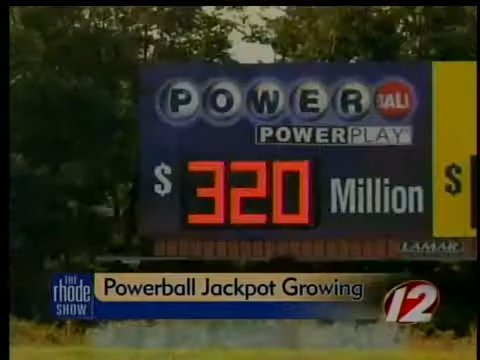 POWERBALL
POWERPLAY
$ 320 Million $
LAMAR
THE
rhode
SHOW
Powerball Jackpot Growing
12